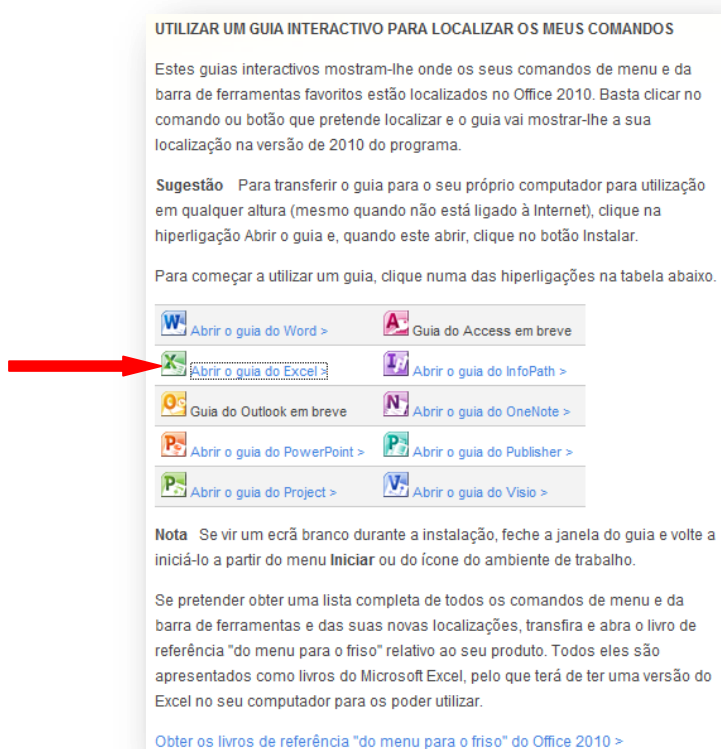 UTILIZAR UM GUIA INTERACTIVO PARA LOCALIZAR OS MEUS COMANDOS
Estes guias interactivos mostram-lhe onde os seus comandos de menu e da
barra de ferramentas favoritos estão localizados no Office 2010. Basta clicar no
comando ou botão que pretende localizar e o guia vai mostrar-lhe a sua
localização na versão de 2010 do programa.
Sugestão Para transferir o guia para o seu próprio computador para utilização
em qualquer altura (mesmo quando não está ligado à Internet), clique na
hiperligação Abrir o guia e, quando este abrir, clique no botão Instalar.
Para começar a utilizar um guia, clique numa das hiperligações na tabela abaixo.
Abrir o guia do Word > Guia do Access em breve
Abrir o guia do Excel > Abrir o guia do InfoPath >
Guia do Outlook em breve Abrir o guia do OneNote >
Abrir o guia do PowerPoint > Abrir o guia do Publisher >
Abrir o guia do Project > Abrir o guia do Visio >
Nota Se vir um ecrã branco durante a instalação, feche a janela do guia e volte a
iniciá-lo a partir do menu Iniciar ou do ícone do ambiente de trabalho.
Se pretender obter uma lista completa de todos os comandos de menu e da
barra de ferramentas e das suas novas localizações, transfira e abra o livro de
referência "do menu para o friso" relativo ao seu produto. Todos eles são
apresentados como livros do Microsoft Excel, pelo que terá de ter uma versão do
Excel no seu computador para os poder utilizar.
Obter os livros de referência "do menu para o friso" do Office 2010 >